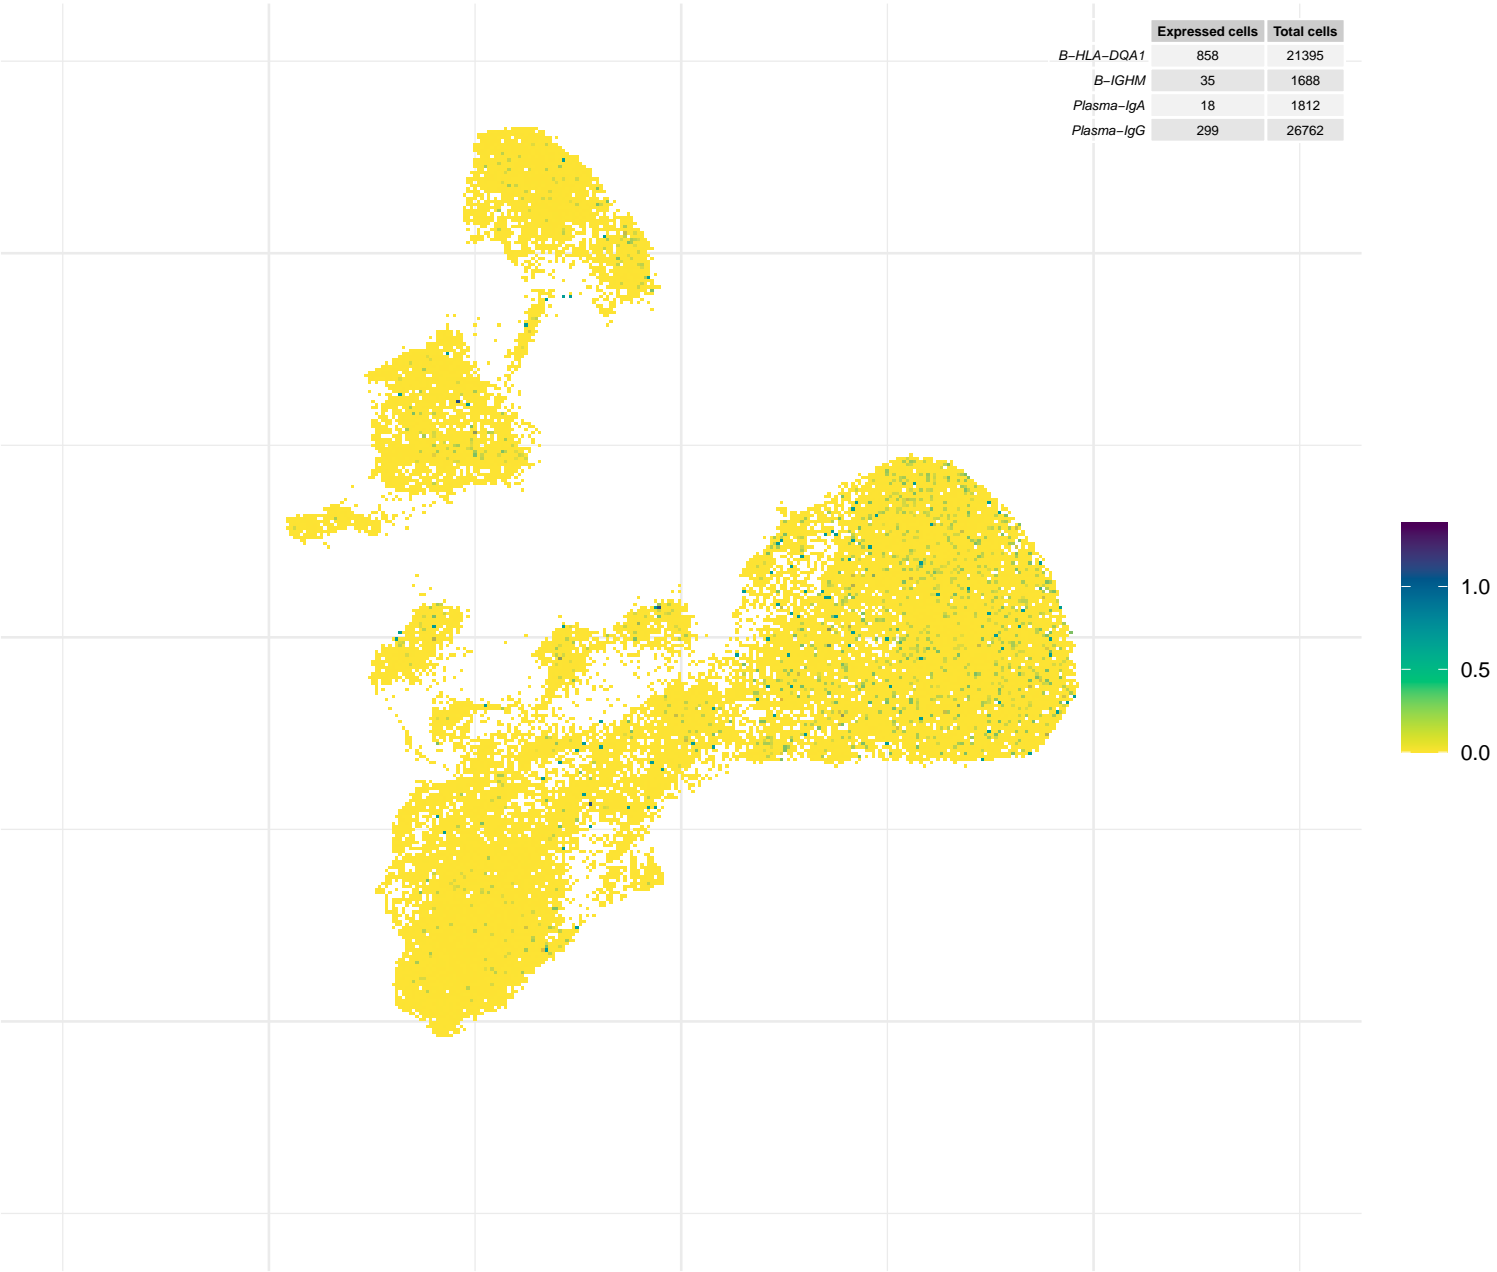 Expressed cells Total cells
B−HLA−DQA1 858 21395
B−IGHM 35 1688
Plasma−IgA 18 1812
Plasma−IgG 299 26762
1.0
0.5
0.0